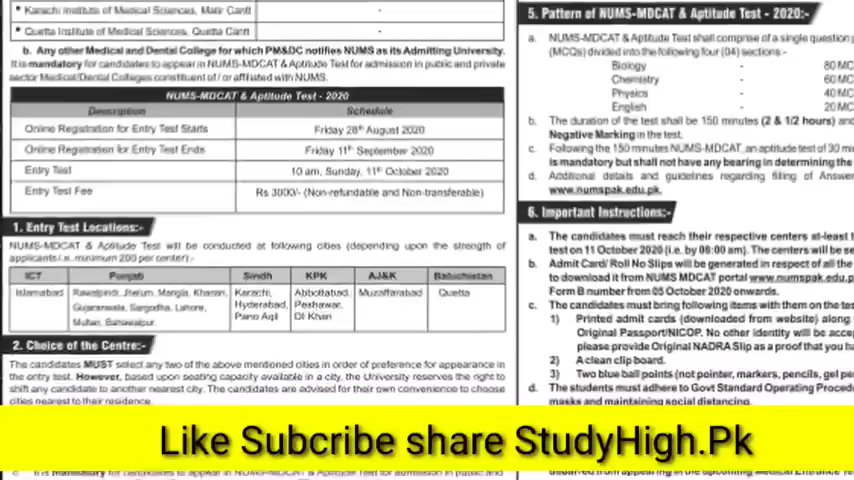 * Karachi Institute of Medical Sciences, Malir Cantt -
* Quetta Institute of Medical Sciences, Quetta Cantt -
b. Any other Medical and Dental College for which PM&DC notifies NUMS as its Admitting University.
It is mandatory for candidates to appear in NUMS-MDCAT & Aptitude Test for admission in public and private
sector Medical/Dental Colleges constituent of / or affiliated with NUMS.
NUMS-MDCAT & Aptitude Test - 2020
Description Schedule
Online Registration for Entry Test Starts Friday 28th August 2020
Online Registration for Entry Test Ends Friday 11th September 2020
Entry Test 10 am, Sunday, 11th October 2020
Entry Test Fee Rs 3000/- (Non-refundable and Non-transferable)
1. Entry Test Locations:-
NUMS-MDCAT & Aptitude Test will be conducted at following cities (depending upon the strength of
applicants i.e. minimum 200 per center):-
ICT Punjab Sindh KPK AJ&K Baluchistan
Islamabad Rawalpindi, Jhelum, Mangla, Kharian, Karachi, Abbottabad, Muzaffarabad Quetta
Gujranwala, Sargodha, Lahore, Hyderabad, Peshawar,
Multan, Bahawalpur Pano Aqil DI Khan
2. Choice of the Centre:-
The candidates MUST select any two of the above mentioned cities in order of preference for appearance in
the entry test. However, based upon seating capacity available in a city, the University reserves the right to
shift any candidate to another nearest city. The candidates are advised for their own convenience to choose
cities nearest to their residence.
5. Pattern of NUMS-MDCAT & Aptitude Test - 2020:-
a. NUMS-MDCAT & Aptitude Test shall comprise of a single question
(MCQs) divided into the following four (04) sections:-
Biology - 80 MC
Chemistry - 60 MC
Physics - 40 MC
English - 20 MC
b. The duration of the test shall be 150 minutes (2 & 1/2 hours) and
Negative Marking in the test.
c. Following the 150 minutes NUMS-MDCAT, an aptitude test of 30
is mandatory but shall not have any bearing in determining the
d. Additional details and guidelines regarding filling of Answer
www.numspak.edu.pk.
6. Important Instructions:-
a. The candidates must reach their respective centers at-least
test on 11 October 2020 (i.e. by 08:00 am). The centers will be
b. Admit Card/ Roll No Slips will be generated in respect of all the
to download it from NUMS MDCAT portal www.numspak.edu.p
Form B number from 05 October 2020 onwards.
c. The candidates must bring following items with them on the
1) Printed admit cards (downloaded from website) along
Original Passport/NICOP. No other identity will be
please provide Original NADRA Slip as a proof that you
2) A clean clip board.
3) Two blue ball points (not pointer, markers, pencils, gel
d. The students must adhere to Govt Standard Operating
masks and maintaining social distancing.
Like Subcribe share StudyHigh.Pk